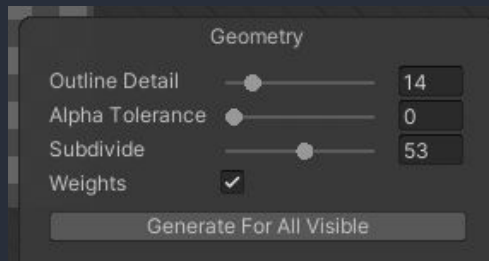 Geometry
Outline Detail 14
Alpha Tolerance 0
Subdivide 53
Weights
Generate For All Visible